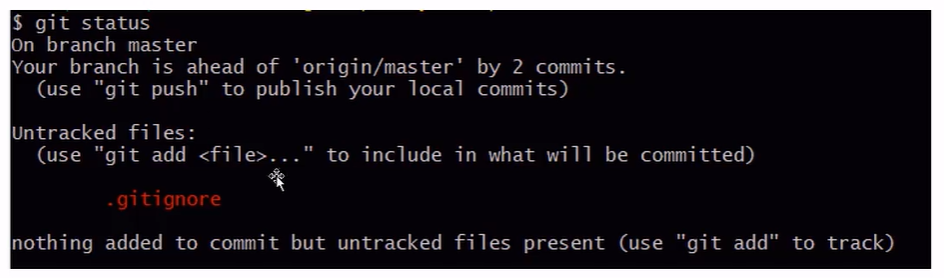 $ git status
On branch master
Your branch is ahead of 'origin/master' by 2 commits.
(use "git push" to publish your local commits)
Untracked files:
(use "git add <file>..." to include in what will be committed)
.gitignore
nothing added to commit but untracked files present (use "git add" to track)